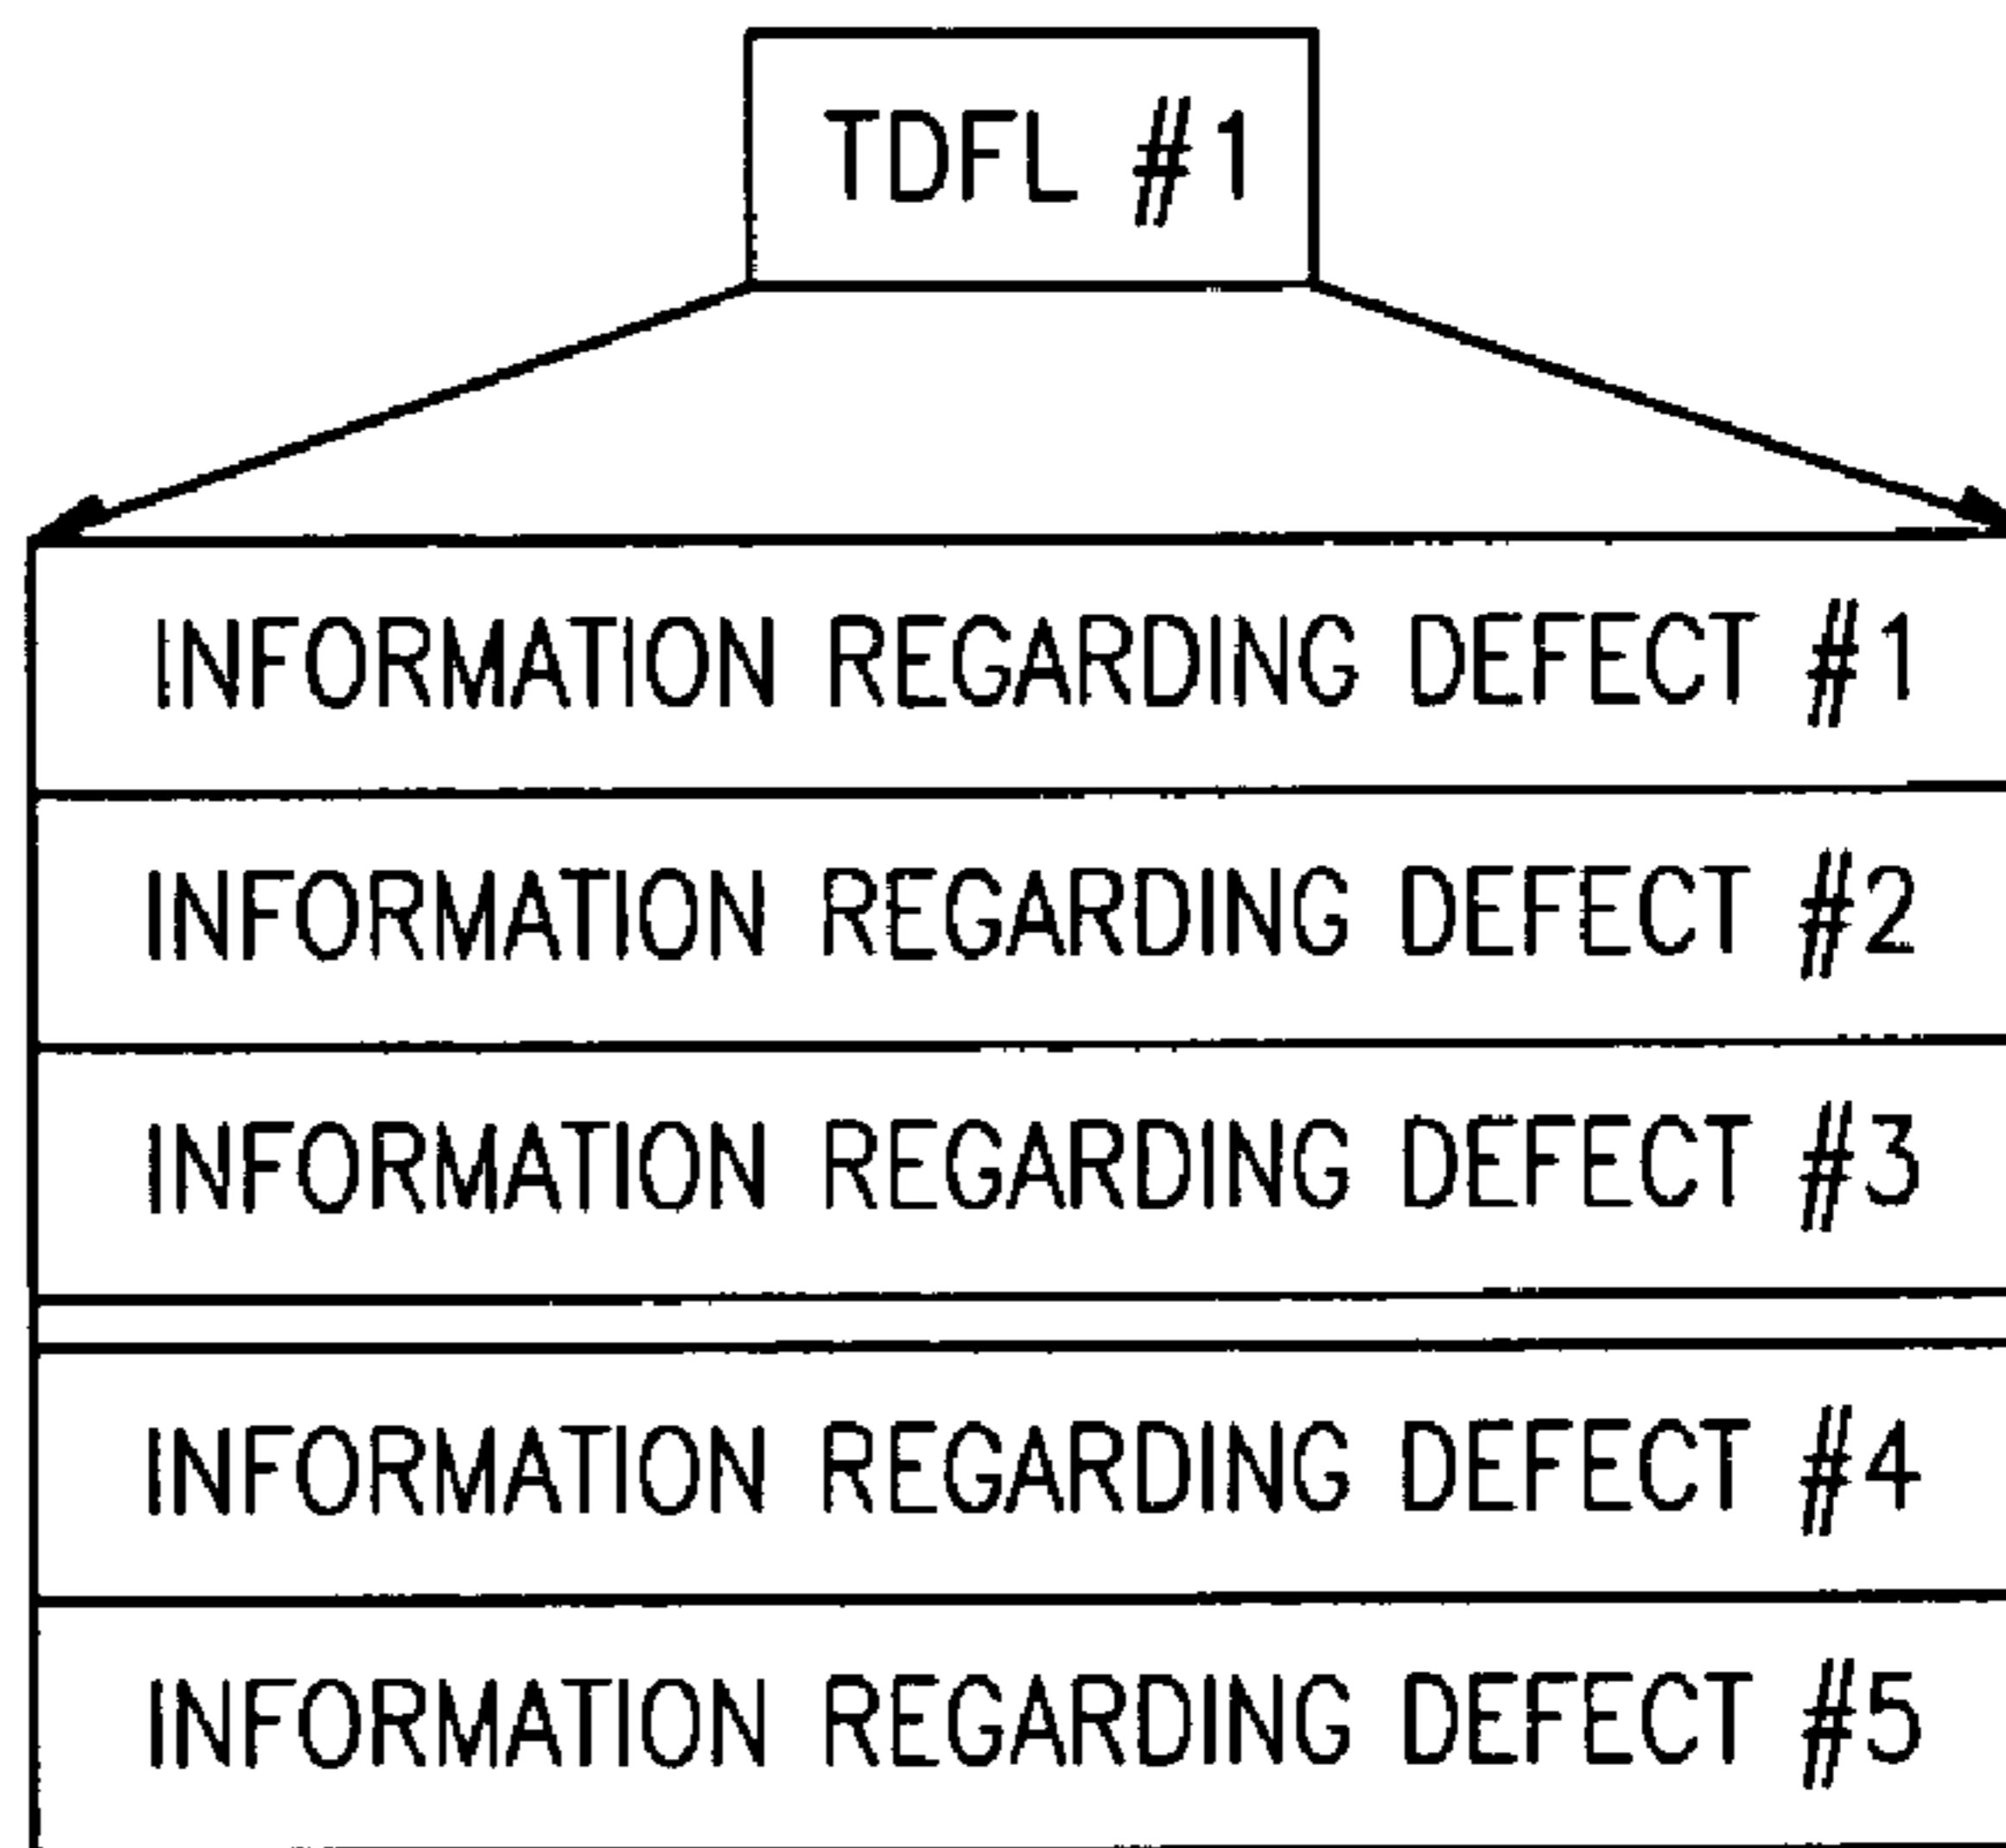 TDFL #1
INFORMATION REGARDING DEFECT #1
INFORMATION REGARDING DEFECT #2
INFORMATION REGARDING DEFECT #3
INFORMATION REGARDING DEFECT #4
INFORMATION REGARDING DEFECT #5